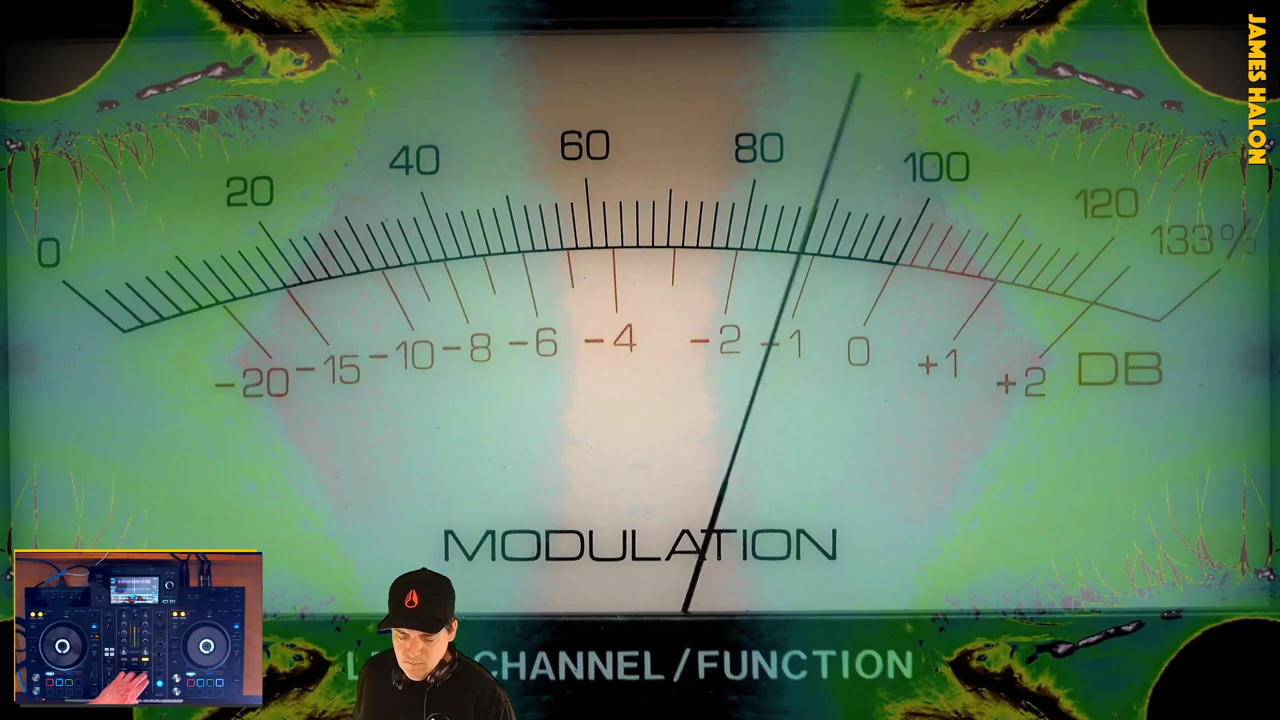 JAMES HALON
0 20 40 60 80 100 120 133%
-20 -15 -10 -8 -6 -4 -2 -1 0 +1 +2 DB
MODULATION
CHANNEL/FUNCTION